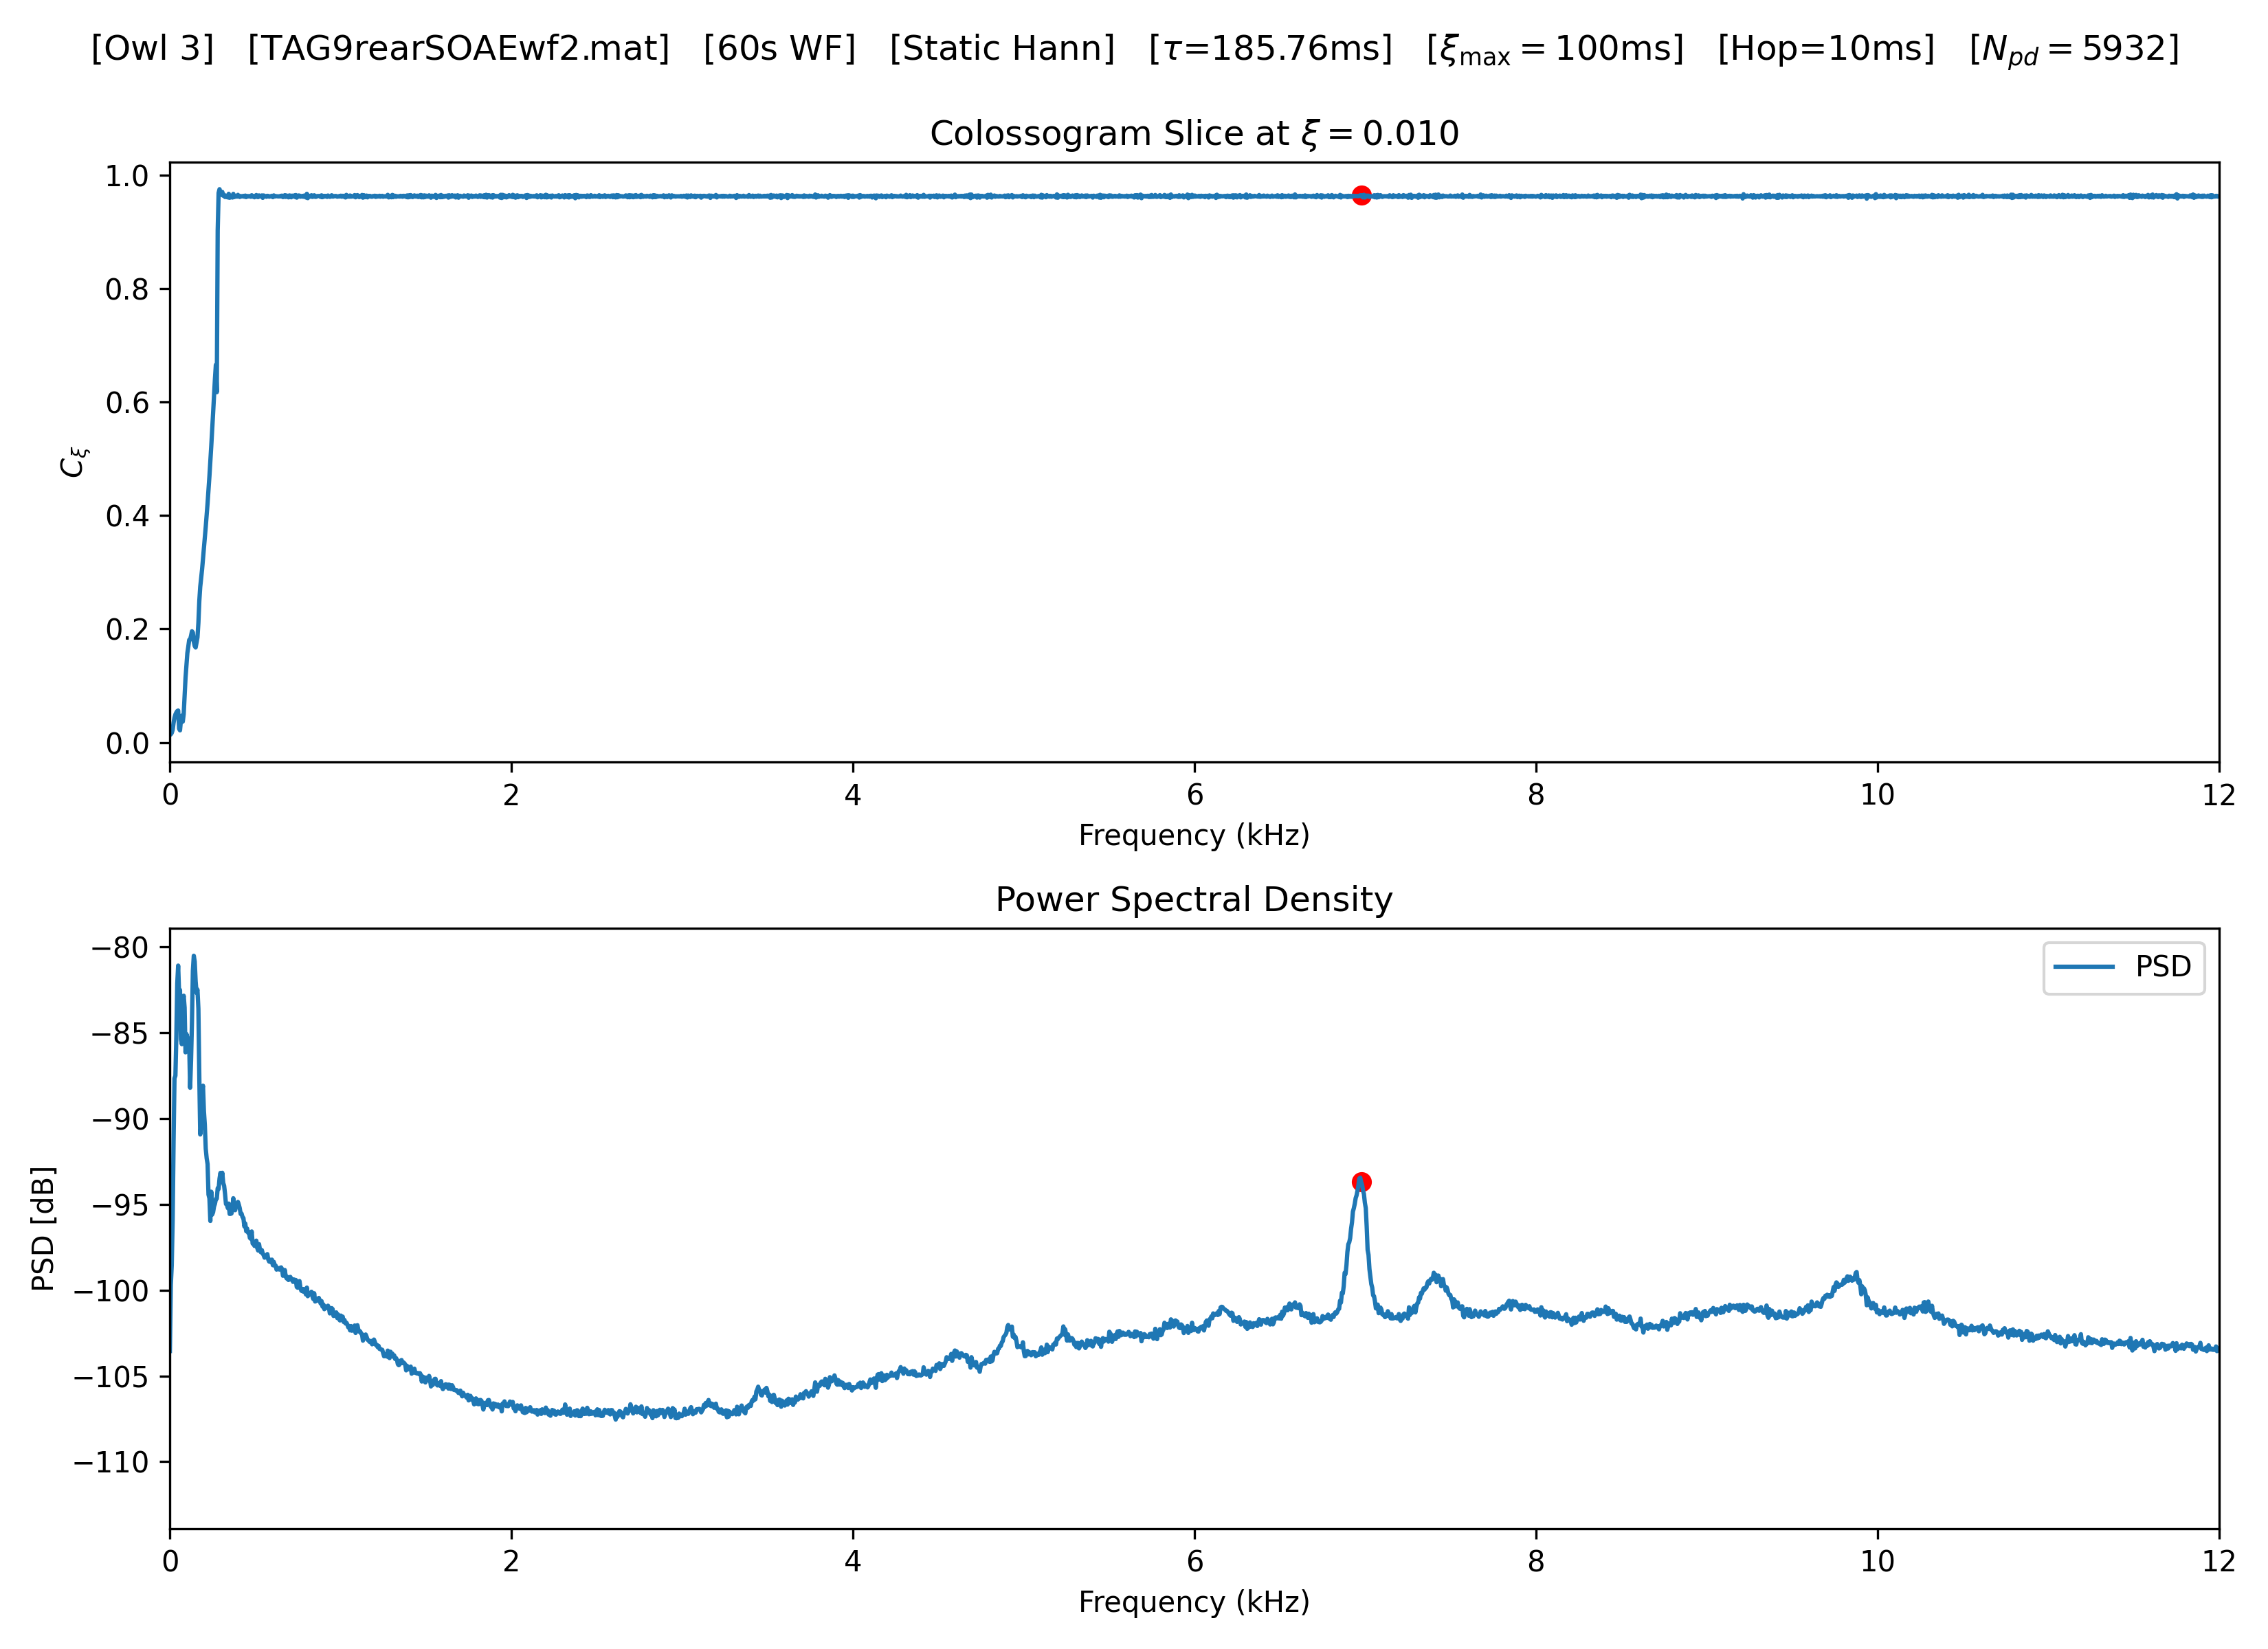 [Owl 3] [TAG9rearSOAEwf2.mat] [60s WF] [Static Hann] [τ=185.76ms] [ξmax = 100ms] [Hop=10ms] [Npd = 5932]
Colossogram Slice at ξ = 0.010
1.0
0.8
0.6
0.4
0.2
0.0
Cξ
0 2 4 6 8 10 12
Frequency (kHz)
Power Spectral Density
PSD
−80
−85
−90
−95
−100
−105
−110
PSD [dB]
0 2 4 6 8 10 12
Frequency (kHz)